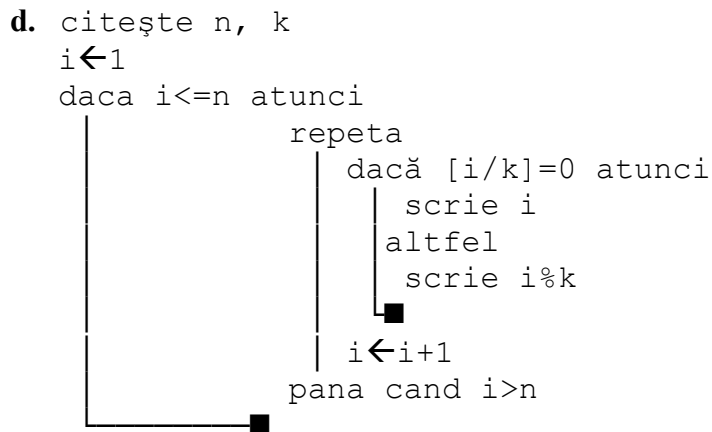 d. citeşte n, k
i←1
daca i<=n atunci
repeta
dacă [i/k]=0 atunci
scrie i
altfel
scrie i%k
■
i←i+1
pana cand i>n
■